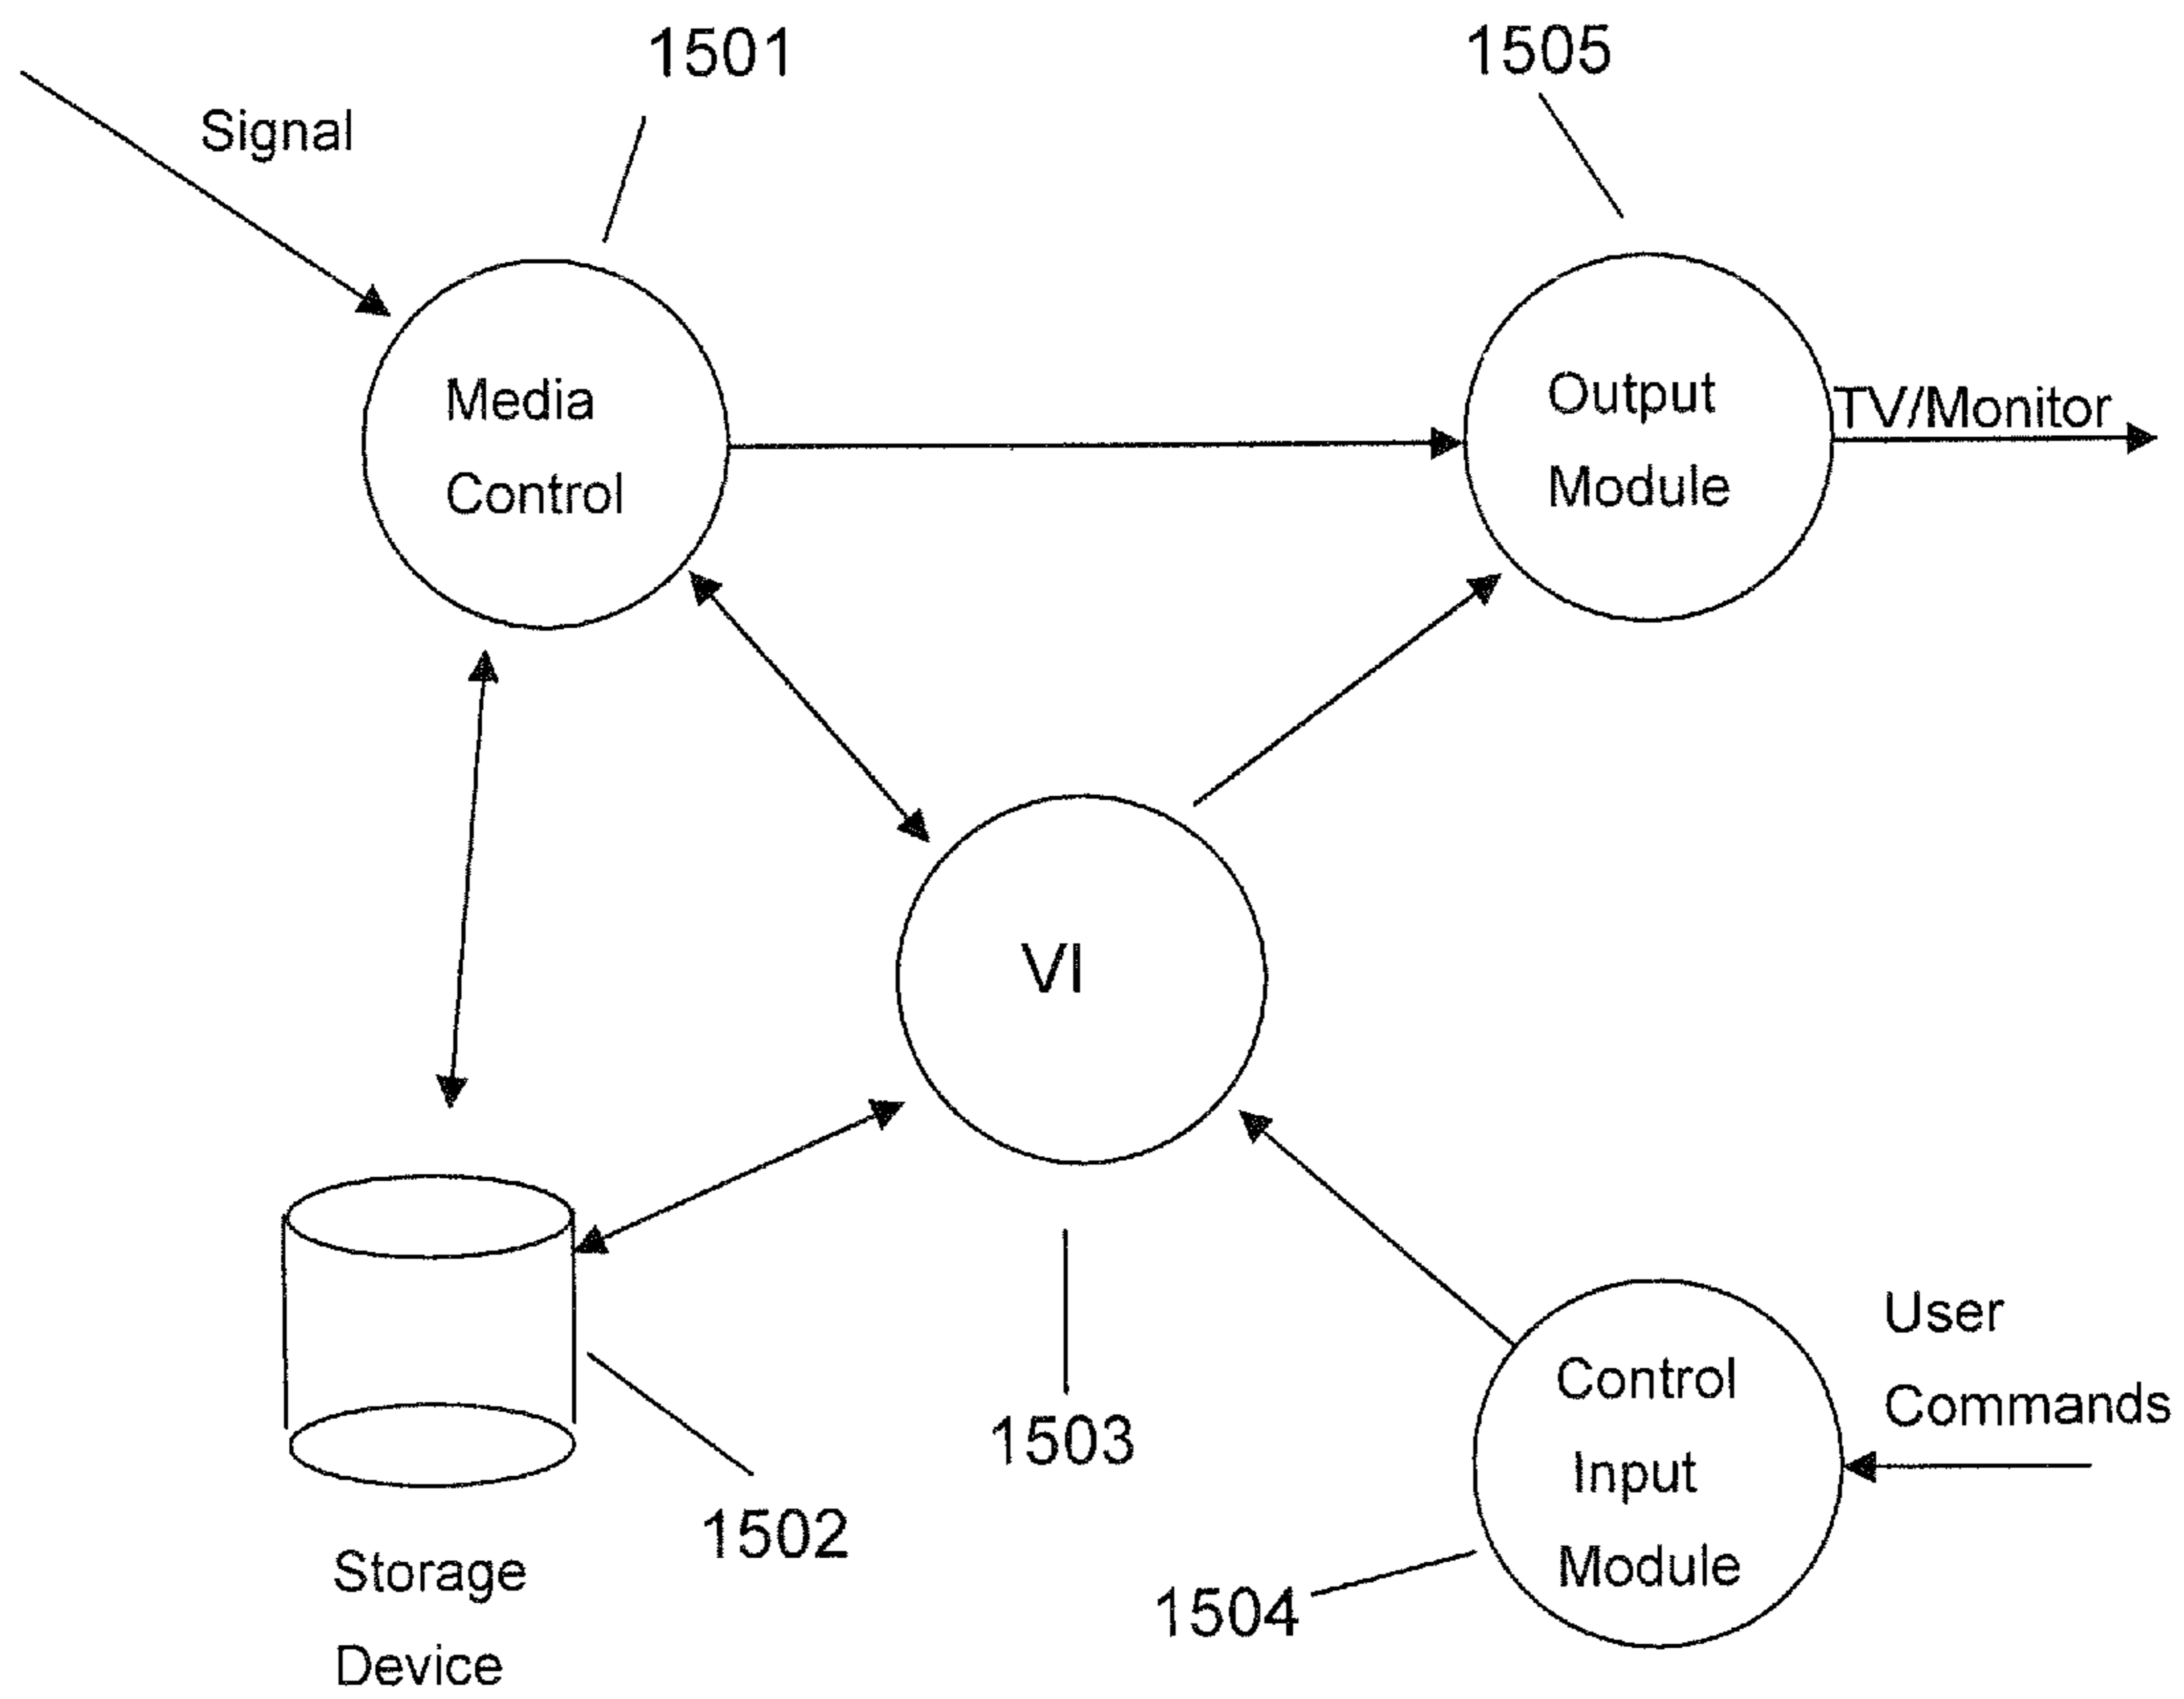 1501
1505
Signal
Media
Control
Output
Module
TV/Monitor
VI
1503
1502
Storage
Device
User
Commands
Control
Input
Module
1504